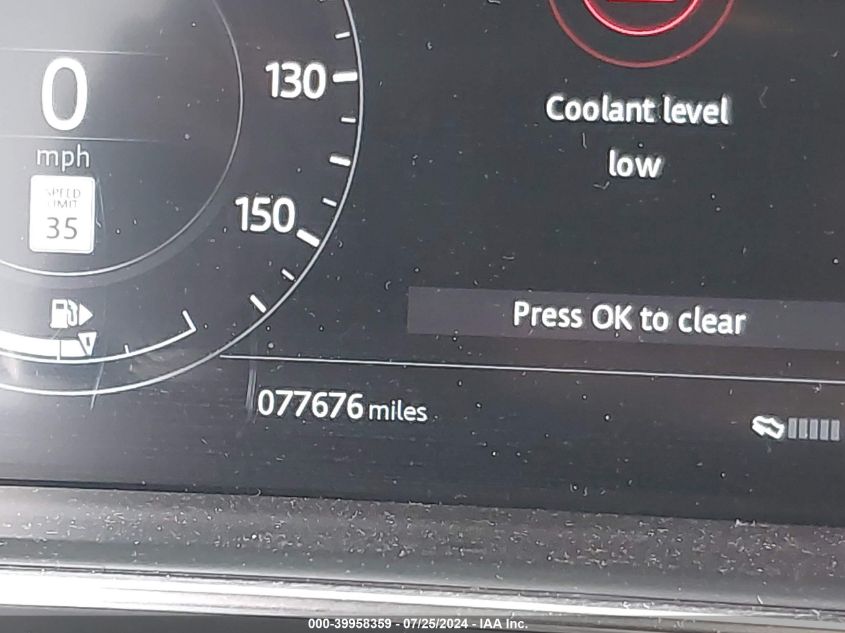 0
mph
SPEED
LIMIT
35
130
150
Coolant level
low
Press OK to clear
077676 miles
000-39958359 - 07/25/2024 - IAA Inc.